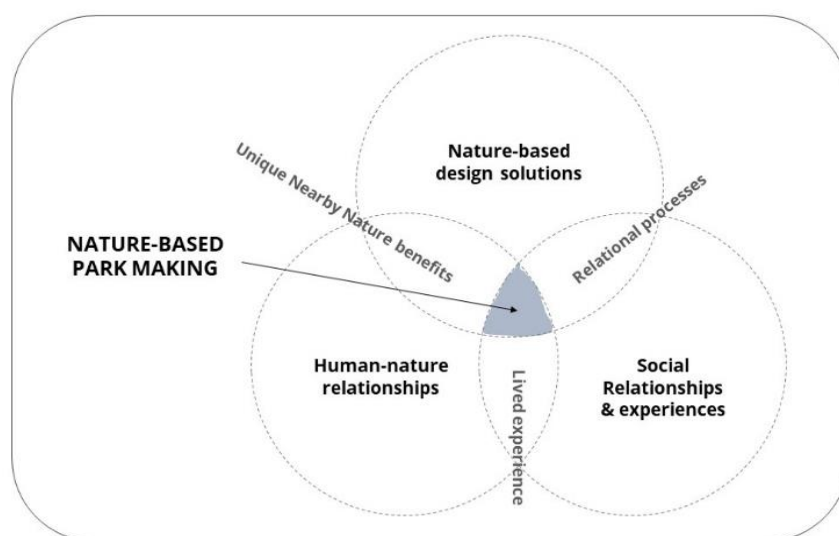 Nature-based
design solutions
Unique Nearby Nature benefits
Relational processes
NATURE-BASED
PARK MAKING
Human-nature
relationships
Lived experience
Social
Relationships
& experiences